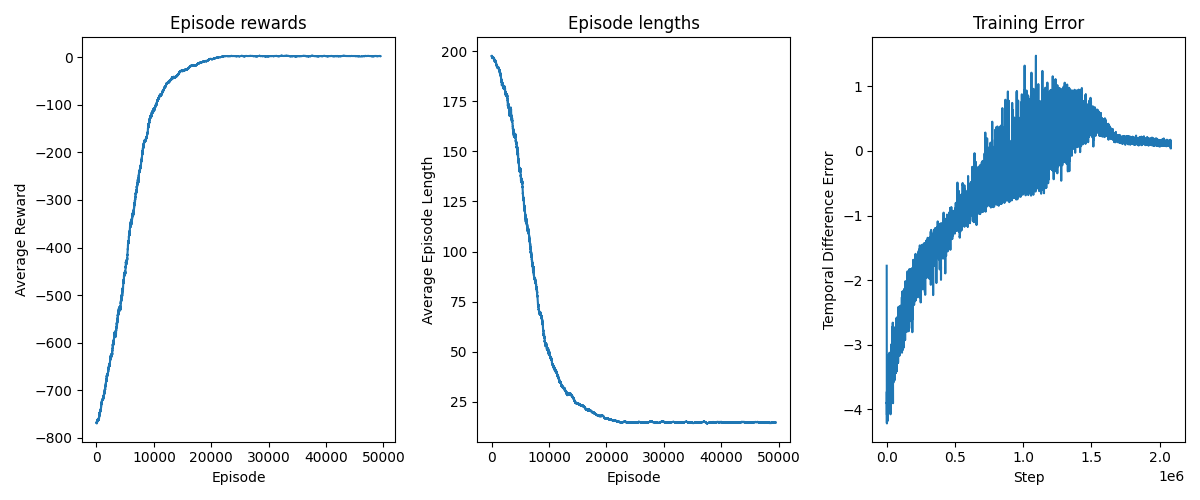 Episode rewards
Average Reward
0
−100
−200
−300
−400
−500
−600
−700
−800
0 10000 20000 30000 40000 50000
Episode
Episode lengths
Average Episode Length
200
175
150
125
100
75
50
25
0 10000 20000 30000 40000 50000
Episode
Training Error
Temporal Difference Error
1
0
−1
−2
−3
−4
0.0 0.5 1.0 1.5 2.0
1e6
Step